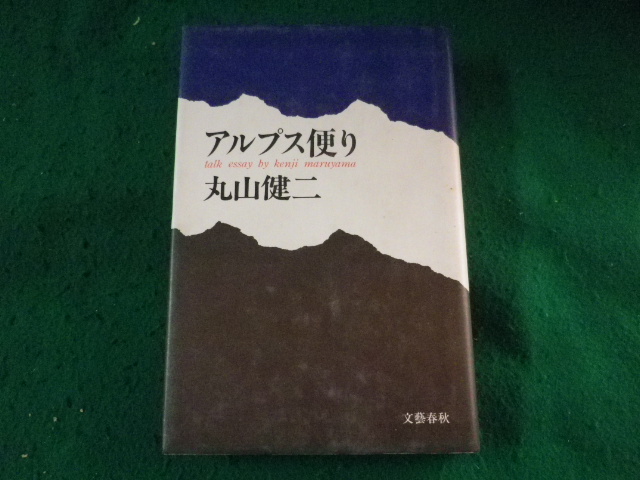 アルプス便り
talk essay by kenji maruyama
丸山健二
文藝春秋